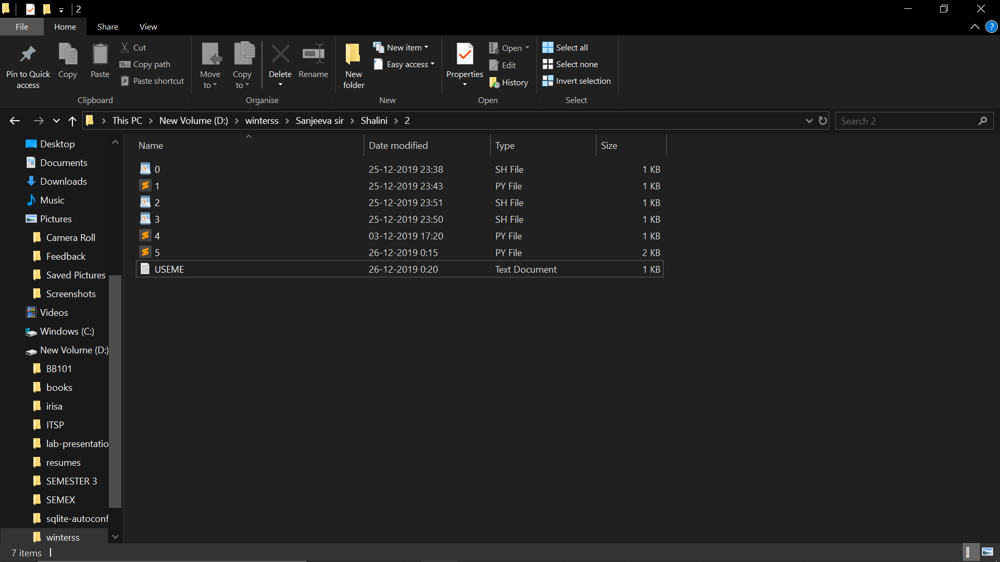 2
File Home Share View
Pin to Quick access
Copy
Paste
Cut
Copy path
Paste shortcut
Clipboard
Move to
Copy to
Delete
Rename
Organise
New folder
New item
Easy access
New
Properties
Open
Edit
History
Open
Select all
Select none
Invert selection
Select
This PC > New Volume (D:) > winterss > Sanjeeva sir > Shalini > 2
Search 2
Desktop
Documents
Downloads
Music
Pictures
Camera Roll
Feedback
Saved Pictures
Screenshots
Videos
Windows (C:)
New Volume (D:)
BB101
books
irisa
ITSP
lab-presentatio
resumes
SEMESTER 3
SEMEX
sqlite-autoconf
winterss
Name Date modified Type Size
0 25-12-2019 23:38 SH File 1 KB
1 25-12-2019 23:43 PY File 1 KB
2 25-12-2019 23:51 SH File 1 KB
3 25-12-2019 23:50 SH File 1 KB
4 03-12-2019 17:20 PY File 1 KB
5 26-12-2019 0:15 PY File 2 KB
USEME 26-12-2019 0:20 Text Document 1 KB
7 items